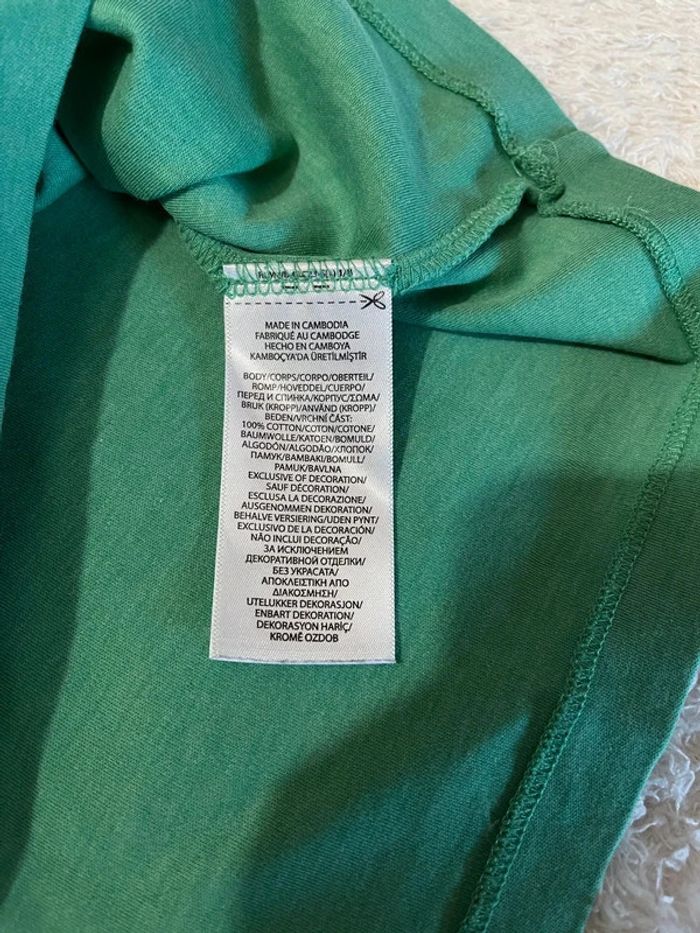 MADE IN CAMBODIA
FABRIQUÉ AU CAMBODGE
HECHO EN CAMBOYA
KAMBOÇYA'DA ÜRETİLMİŞTİR
BODY/CORPS/CORPO/OBERTEIL/
ROMP/HOVEDDEL/CUERPO/
ПЕРЕД И СПИНКА/КОРПУС/ΣΩΜΑ/
BRUK (KROPP)/ANVÄND (KROPP)/
BEDEN/VRCHNÍ ČÁST:
100% COTTON/COTON/COTONE/
BAUMWOLLE/KATOEN/BOMULD/
ALGODÓN/ALGODÃO/ХЛОПОК/
ПАМУК/ΒΑΜΒΑΚΙ/BOMULL/
PAMUK/BAVLNA
EXCLUSIVE OF DECORATION/
SAUF DÉCORATION/
ESCLUSA LA DECORAZIONE/
AUSGENOMMEN DEKORATION/
BEHALVE VERSIERING/UDEN PYNT/
EXCLUSIVO DE LA DECORACIÓN/
NÃO INCLUI DECORAÇÃO/
ЗА ИСКЛЮЧЕНИЕМ
ДЕКОРАТИВНОЙ ОТДЕЛКИ/
БЕЗ УКРАСАТА/
ΑΠΟΚΛΕΙΣΤΙΚΗ ΑΠΟ
ΔΙΑΚΟΣΜΗΣΗ/
UTELUKKER DEKORASJON/
ENBART DEKORATION/
DEKORASYON HARİÇ/
KROMĚ OZDOB